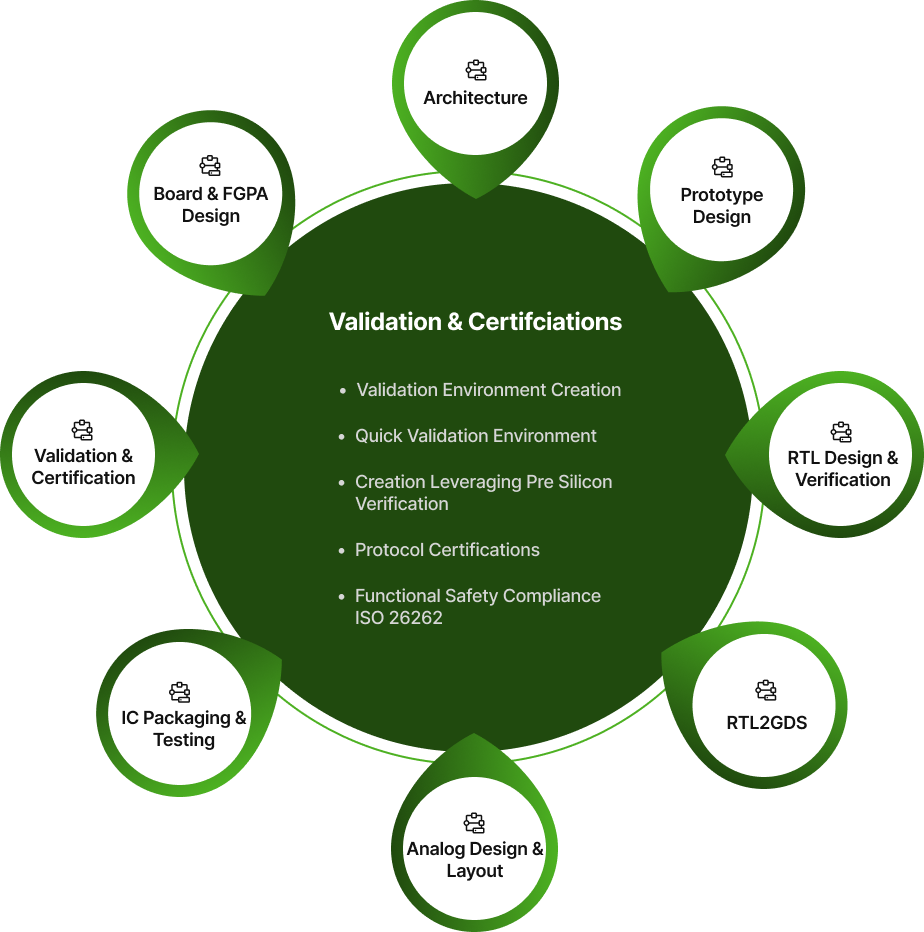 Architecture
Board & FGPA
Design
Prototype
Design
Validation & Certifciations
• Validation Environment Creation
• Quick Validation Environment
• Creation Leveraging Pre Silicon
Verification
• Protocol Certifications
• Functional Safety Compliance
ISO 26262
Validation &
Certification
RTL Design &
Verification
IC Packaging &
Testing
RTL2GDS
Analog Design &
Layout